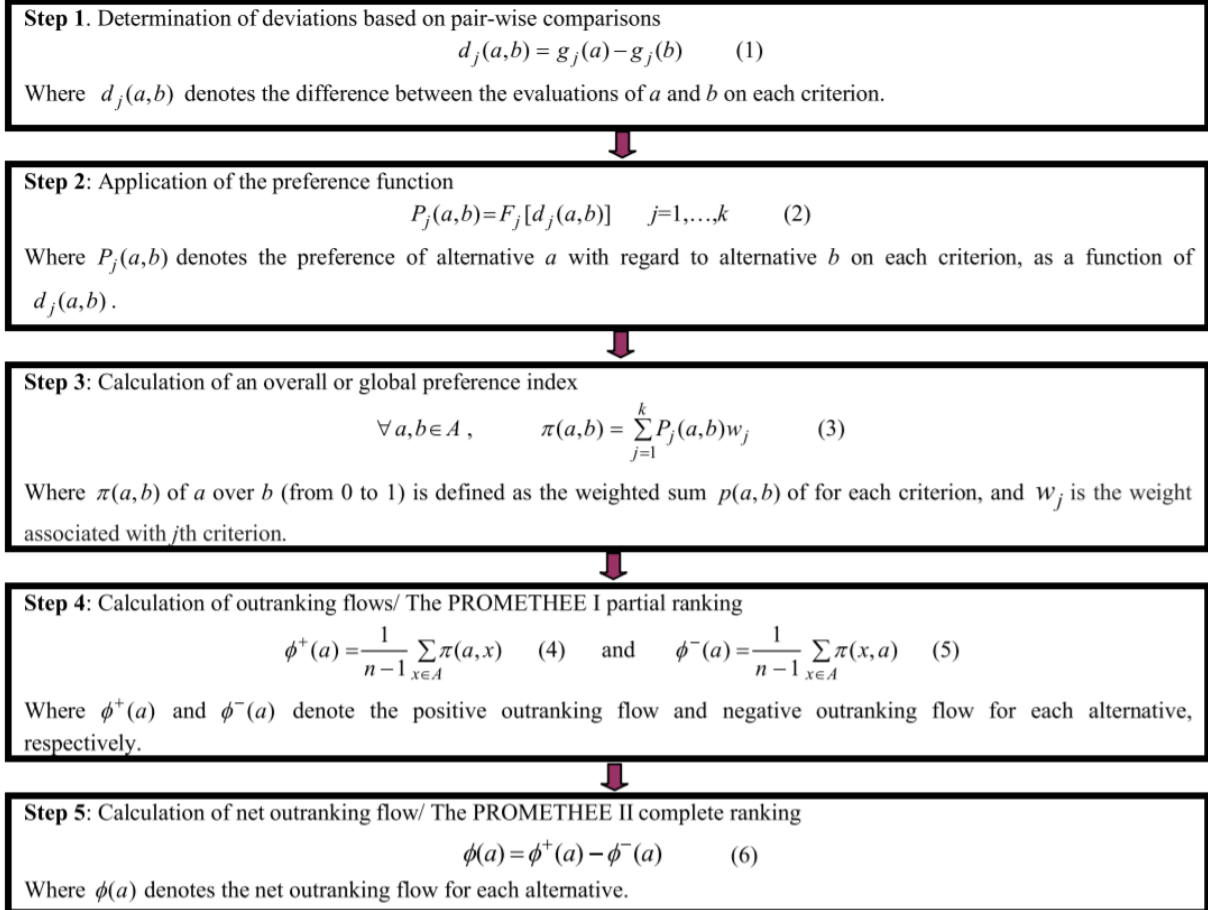 Step 1. Determination of deviations based on pair-wise comparisons
d_j(a,b) = g_j(a) − g_j(b) (1)
Where d_j(a,b) denotes the difference between the evaluations of a and b on each criterion.
Step 2: Application of the preference function
P_j(a,b)=F_j[d_j(a,b)] j=1,…,k (2)
Where P_j(a,b) denotes the preference of alternative a with regard to alternative b on each criterion, as a function of
d_j(a,b).
Step 3: Calculation of an overall or global preference index
∀ a,b∈ A , π(a,b) = ∑_{j=1}^{k} P_j(a,b)w_j (3)
Where π(a,b) of a over b (from 0 to 1) is defined as the weighted sum p(a,b) of for each criterion, and w_j is the weight
associated with jth criterion.
Step 4: Calculation of outranking flows/ The PROMETHEE I partial ranking
ϕ⁺(a) = 1/(n−1) ∑_{x∈A} π(a,x) (4) and ϕ⁻(a) = 1/(n−1) ∑_{x∈A} π(x,a) (5)
Where ϕ⁺(a) and ϕ⁻(a) denote the positive outranking flow and negative outranking flow for each alternative,
respectively.
Step 5: Calculation of net outranking flow/ The PROMETHEE II complete ranking
ϕ(a) = ϕ⁺(a) − ϕ⁻(a) (6)
Where ϕ(a) denotes the net outranking flow for each alternative.